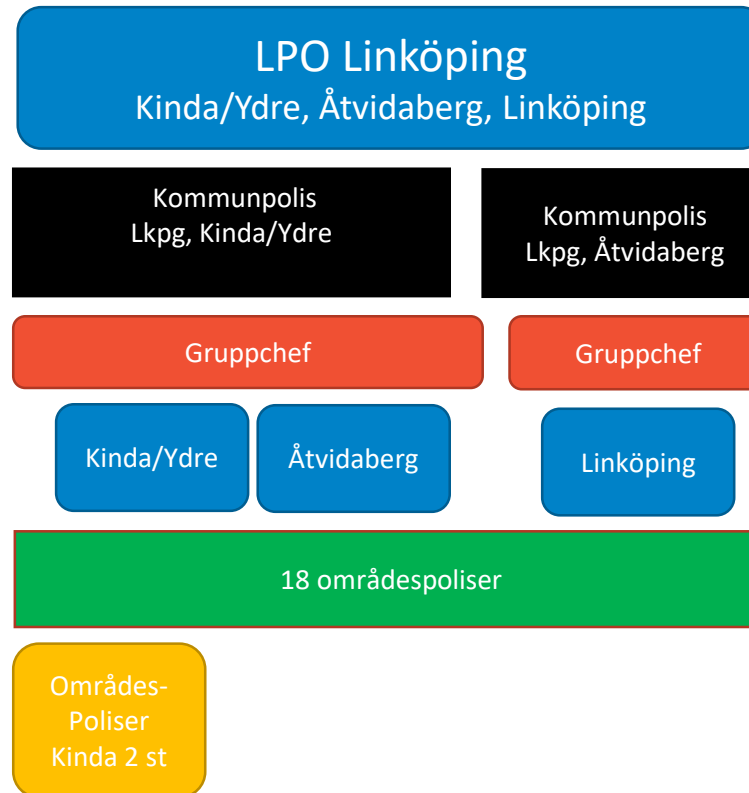 LPO Linköping
Kinda/Ydre, Åtvidaberg, Linköping
Kommunpolis
Lkpg, Kinda/Ydre
Kommunpolis
Lkpg, Åtvidaberg
Gruppchef
Gruppchef
Kinda/Ydre
Åtvidaberg
Linköping
18 områdespoliser
Områdes-
Poliser
Kinda 2 st